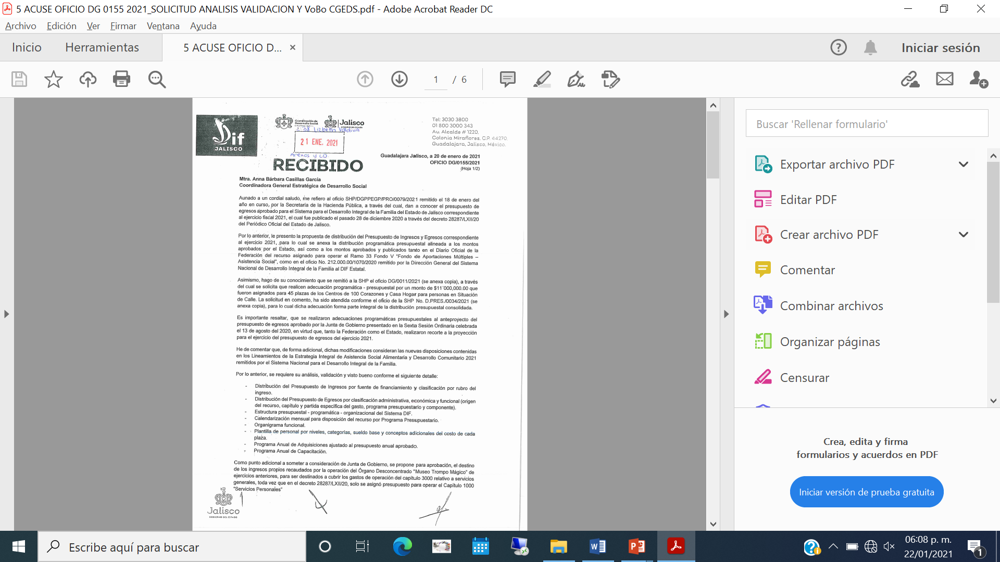 5 ACUSE OFICIO DG 0155 2021_SOLICITUD ANALISIS VALIDACION Y VoBo CGEDS.pdf - Adobe Acrobat Reader DC
Archivo Edición Ver Firmar Ventana Ayuda
Inicio Herramientas 5 ACUSE OFICIO D... × Iniciar sesión
1 / 6
Dif
JALISCO
Coordinación de
Desarrollo Social
Jalisco
GOBIERNO DEL ESTADO
2:38 Lizbeth Valdivia
21 ENE. 2021
Anexos y CD
RECIBIDO
Tel: 3030 3800
01 800 3000 343
Av. Alcalde # 1220,
Colonia Miraflores, C.P. 44270
Guadalajara, Jalisco, México.
Guadalajara Jalisco, a 20 de enero de 2021
OFICIO DG/0155/2021
(Hoja 1/2)
Mtra. Anna Bárbara Casillas García
Coordinadora General Estratégica de Desarrollo Social
Aunado a un cordial saludo, me refiero al oficio SHP/DGPPEGP/PRO/0079/2021 remitido el 18 de enero del
año en curso, por la Secretaría de la Hacienda Pública, a través del cual, dan a conocer el presupuesto de
egresos aprobado para el Sistema para el Desarrollo Integral de la Familia del Estado de Jalisco correspondiente
al ejercicio fiscal 2021, el cual fue publicado el pasado 28 de diciembre 2020 a través del decreto 28287/LXII/20
del Periódico Oficial del Estado de Jalisco.
Por lo anterior, le presento la propuesta de distribución del Presupuesto de Ingresos y Egresos correspondiente
al ejercicio 2021, para lo cual se anexa la distribución programática presupuestal alineada a los montos
aprobados por el Estado, así como a los montos aprobados y publicados tanto en el Diario Oficial de la
Federación del recurso asignado para operar el Ramo 33 Fondo V "Fondo de Aportaciones Múltiples –
Asistencia Social", como en el oficio No. 212.000.00/1070/2020 remitido por la Dirección General del Sistema
Nacional de Desarrollo Integral de la Familia al DIF Estatal.
Asimismo, hago de su conocimiento que se remitió a la SHP el oficio DG/0011/2021 (se anexa copia), a través
del cual se solicita que realicen adecuación programática - presupuestal por un monto de $11´000,000.00 que
fueron asignados para 45 plazas de los Centros de 100 Corazones y Casa Hogar para personas en Situación
de Calle. La solicitud en comento, ha sido atendida conforme el oficio de la SHP No. D.PRES./0034/2021 (se
anexa copia), para lo cual dicha adecuación forma parte integral de la distribución presupuestal consolidada.
Es importante resaltar, que se realizaron adecuaciones programáticas presupuestales al anteproyecto del
presupuesto de egresos aprobado por la Junta de Gobierno presentado en la Sexta Sesión Ordinaria celebrada
el 13 de agosto del 2020, en virtud que, tanto la Federación como el Estado, realizaron recorte a la proyección
para el ejercicio del presupuesto de egresos del ejercicio 2021.
He de comentar que, de forma adicional, dichas modificaciones consideran las nuevas disposiciones contenidas
en los Lineamientos de la Estrategia Integral de Asistencia Social Alimentaria y Desarrollo Comunitario 2021
remitidos por el Sistema Nacional para el Desarrollo Integral de la Familia.
Por lo anterior, se requiere su análisis, validación y visto bueno conforme el siguiente detalle:
- Distribución del Presupuesto de Ingresos por fuente de financiamiento y clasificación por rubro del
ingreso.
- Distribución del Presupuesto de Egresos por clasificación administrativa, económica y funcional (origen
del recurso, capítulo y partida específica del gasto, programa presupuestario y componente).
- Estructura presupuestal - programática - organizacional del Sistema DIF.
- Calendarización mensual para disposición del recurso por Programa Presupuestario.
- Organigrama funcional.
- Plantilla de personal por niveles, categorías, sueldo base y conceptos adicionales del costo de cada
plaza.
- Programa Anual de Adquisiciones ajustado al presupuesto anual aprobado.
- Programa Anual de Capacitación.
Como punto adicional a someter a consideración de Junta de Gobierno, se propone para aprobación, el destino
de los ingresos propios recaudados por la operación del Órgano Desconcentrado "Museo Trompo Mágico" de
ejercicios anteriores, para ser destinados a cubrir los gastos de operación del capítulo 3000 relativo a servicios
generales, toda vez que en el decreto 28287/LXII/20, solo se asignó presupuesto para operar el Capítulo 1000
"Servicios Personales"
Jalisco
GOBIERNO DEL ESTADO
Buscar 'Rellenar formulario'
Exportar archivo PDF
Editar PDF
Crear archivo PDF
Comentar
Combinar archivos
Organizar páginas
Censurar
Crea, edita y firma
formularios y acuerdos en PDF
Iniciar versión de prueba gratuita
Escribe aquí para buscar
06:08 p. m.
22/01/2021
1